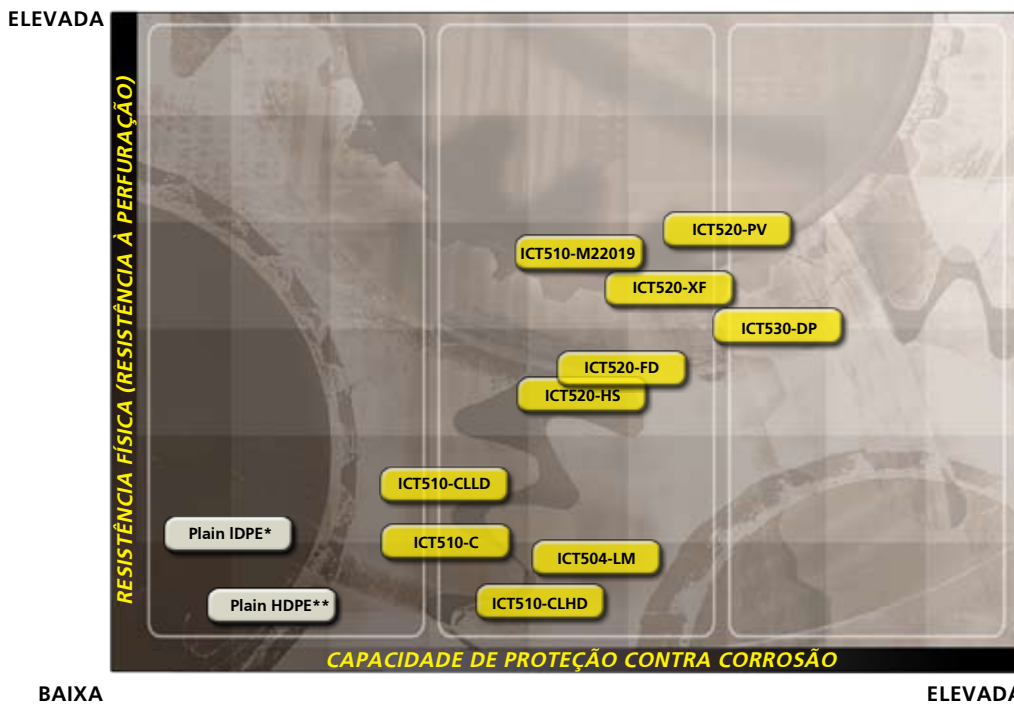 ELEVADA
RESISTÊNCIA FÍSICA (RESISTÊNCIA À PERFURAÇÃO)
ICT520-PV
ICT510-M22019
ICT520-XF
ICT530-DP
ICT520-FD
ICT520-HS
ICT510-CLLD
Plain lDPE*
ICT510-C
ICT504-LM
Plain HDPE**
ICT510-CLHD
CAPACIDADE DE PROTEÇÃO CONTRA CORROSÃO
BAIXA
ELEVADA